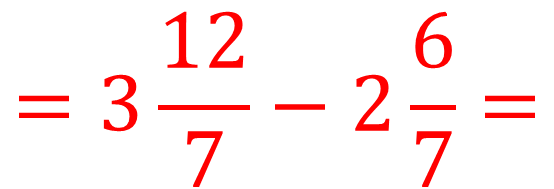 = 3 12/7 − 2 6/7 =